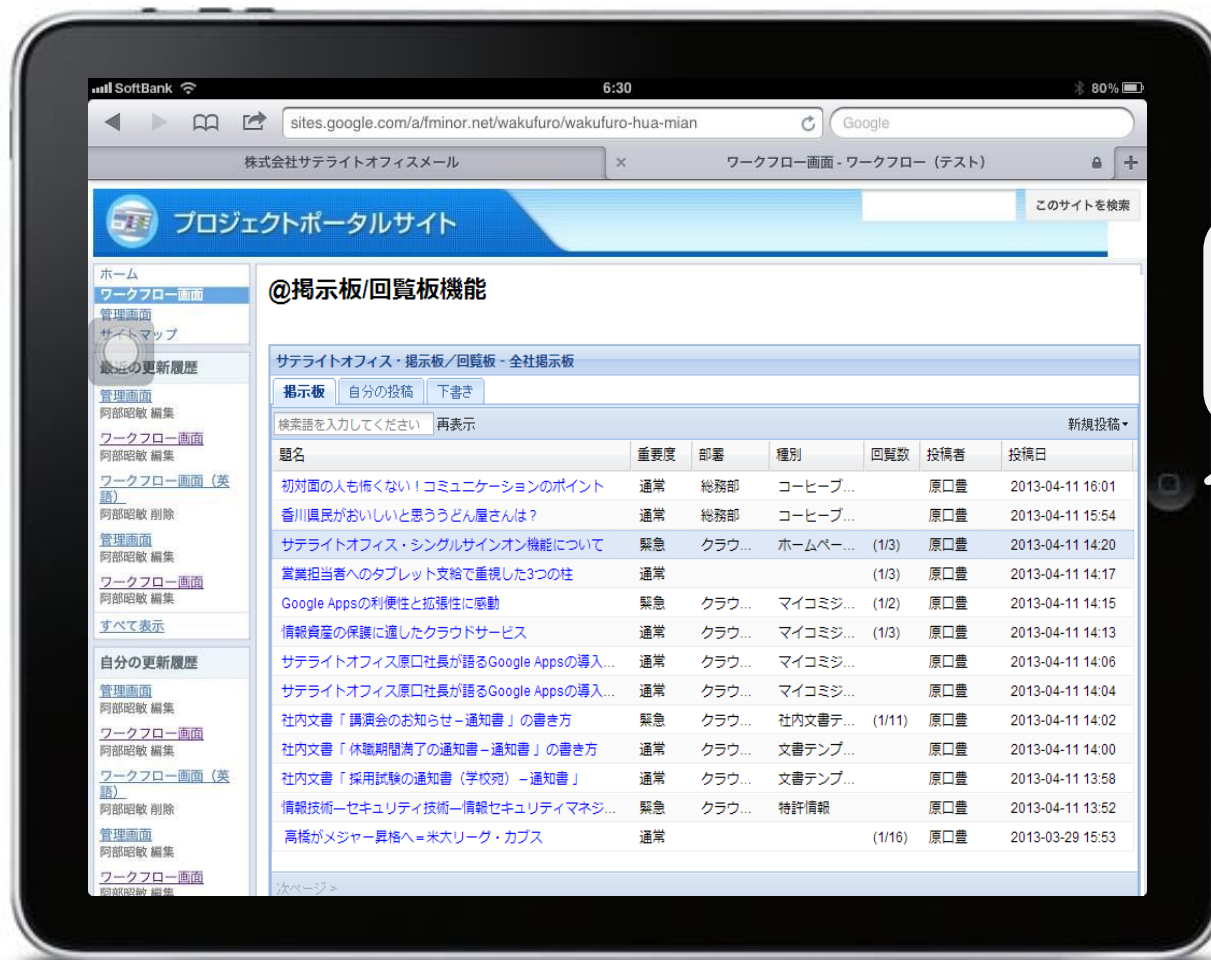 SoftBank 6:30 80%
sites.google.com/a/fminor.net/wakufuro/wakufuro-hua-mian Google
株式会社サテライトオフィスメール × ワークフロー画面 - ワークフロー（テスト） +
プロジェクトポータルサイト このサイトを検索
ホーム
ワークフロー画面
管理画面
サイトマップ
最近の更新履歴
管理画面
阿部昭敏 編集
ワークフロー画面
阿部昭敏 編集
ワークフロー画面（英
語）
阿部昭敏 削除
管理画面
阿部昭敏 編集
ワークフロー画面
阿部昭敏 編集
すべて表示
自分の更新履歴
管理画面
阿部昭敏 編集
ワークフロー画面
阿部昭敏 編集
ワークフロー画面（英
語）
阿部昭敏 削除
管理画面
阿部昭敏 編集
ワークフロー画面
阿部昭敏 編集
@掲示板/回覧板機能
サテライトオフィス・掲示板／回覧板 - 全社掲示板
掲示板 自分の投稿 下書き
検索語を入力してください 再表示 新規投稿
題名 重要度 部署 種別 回覧数 投稿者 投稿日
初対面の人も怖くない！コミュニケーションのポイント 通常 総務部 コーヒーブ... 原口豊 2013-04-11 16:01
香川県民がおいしいと思ううどん屋さんは？ 通常 総務部 コーヒーブ... 原口豊 2013-04-11 15:54
サテライトオフィス・シングルサインオン機能について 緊急 クラウ... ホームペー... (1/3) 原口豊 2013-04-11 14:20
営業担当者へのタブレット支給で重視した3つの柱 通常 (1/3) 原口豊 2013-04-11 14:17
Google Appsの利便性と拡張性に感動 緊急 クラウ... マイコミジ... (1/2) 原口豊 2013-04-11 14:15
情報資産の保護に適したクラウドサービス 通常 クラウ... マイコミジ... (1/3) 原口豊 2013-04-11 14:13
サテライトオフィス原口社長が語るGoogle Appsの導入... 通常 クラウ... マイコミジ... 原口豊 2013-04-11 14:06
サテライトオフィス原口社長が語るGoogle Appsの導入... 通常 クラウ... マイコミジ... 原口豊 2013-04-11 14:04
社内文書「 講演会のお知らせ－通知書 」の書き方 緊急 クラウ... 社内文書テ... (1/11) 原口豊 2013-04-11 14:02
社内文書「 休職期間満了の通知書－通知書 」の書き方 通常 クラウ... 文書テンプ... 原口豊 2013-04-11 14:00
社内文書「 採用試験の通知書（学校宛）－通知書 」 通常 クラウ... 文書テンプ... 原口豊 2013-04-11 13:58
情報技術―セキュリティ技術―情報セキュリティマネジ... 緊急 クラウ... 特許情報 原口豊 2013-04-11 13:52
高橋がメジャー昇格へ＝米大リーグ・カブス 通常 (1/16) 原口豊 2013-03-29 15:53
次ページ >